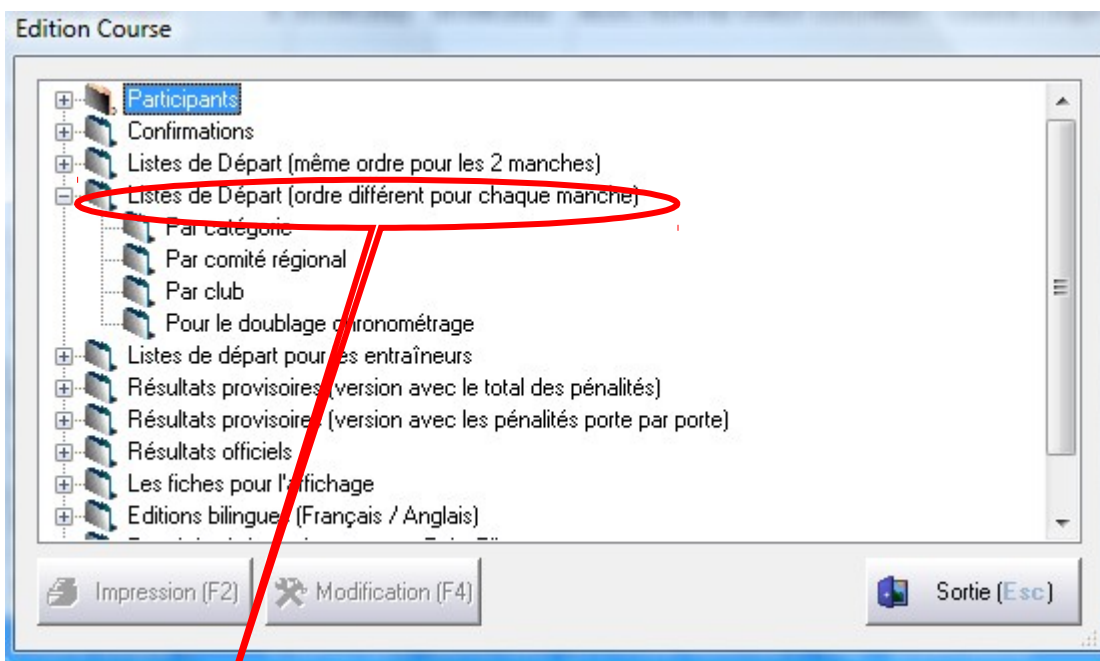 Edition Course
Participants
Confirmations
Listes de Départ (même ordre pour les 2 manches)
Listes de Départ (ordre différent pour chaque manche)
Par catégorie
Par comité régional
Par club
Pour le doublage chronométrage
Listes de départ pour les entraîneurs
Résultats provisoires (version avec le total des pénalités)
Résultats provisoires (version avec les pénalités porte par porte)
Résultats officiels
Les fiches pour l'affichage
Editions bilingues (Français / Anglais)
Impression (F2) Modification (F4) Sortie (Esc)